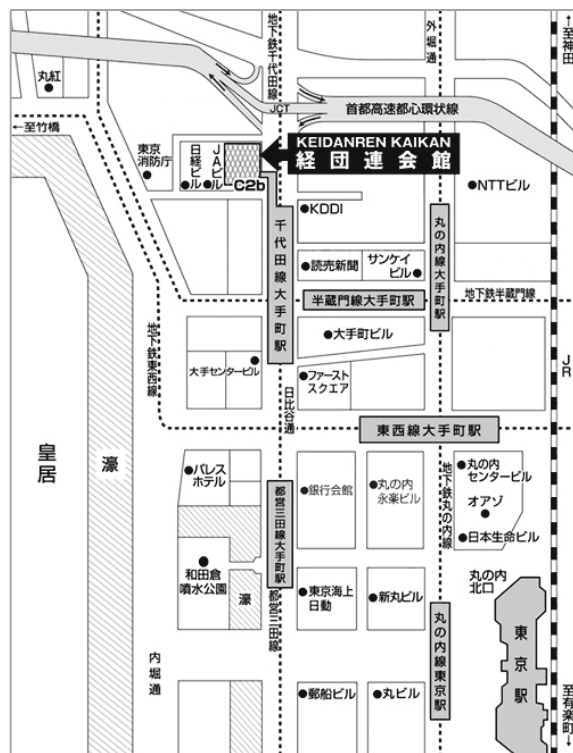 地下鉄千代田線
外堀通
←至神田
丸紅
JCT
首都高速都心環状線
←至竹橋
東京
消防庁
日経ビル
JAビル
C2b
KEIDANREN KAIKAN
経団連会館
NTTビル
KDDI
千代田線大手町駅
丸の内線大手町駅
読売新聞
サンケイ
ビル
半蔵門線大手町駅
地下鉄半蔵門線
大手町ビル
地下鉄東西線
大手センタービル
ファースト
スクエア
JR
日比谷通
東西線大手町駅
皇居
濠
パレス
ホテル
都営三田線大手町駅
銀行会館
丸の内
永楽ビル
地下鉄丸の内線
丸の内
センタービル
オアゾ
日本生命ビル
和田倉
噴水公園
濠
都営三田線
東京海上
日動
新丸ビル
丸の内
北口
丸の内線東京駅
東京駅
内堀通
郵船ビル
丸ビル
至有楽町→